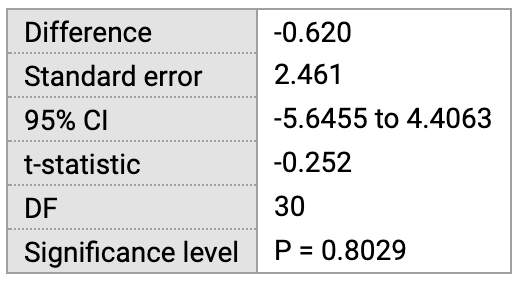 Difference -0.620
Standard error 2.461
95% CI -5.6455 to 4.4063
t-statistic -0.252
DF 30
Significance level P = 0.8029